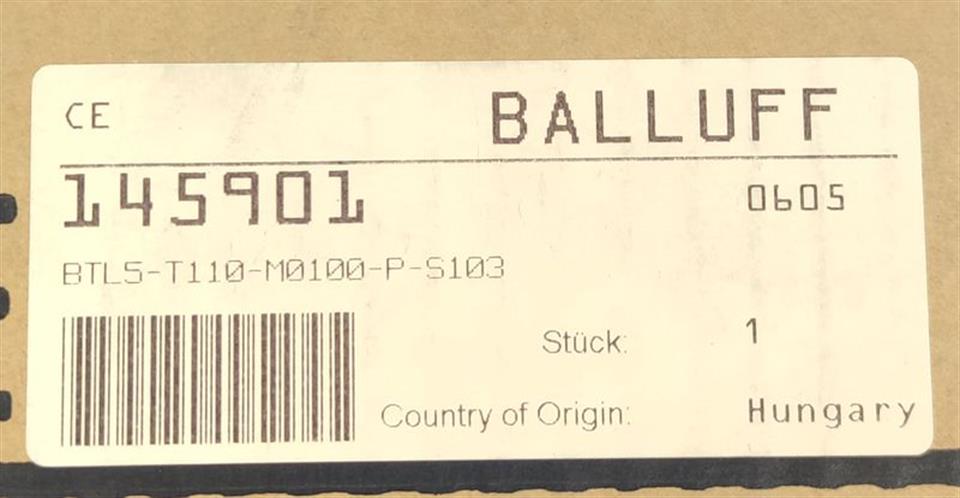 CE BALLUFF
145901 0605
BTL5-T110-M0100-P-S103
Stück: 1
Country of Origin: Hungary